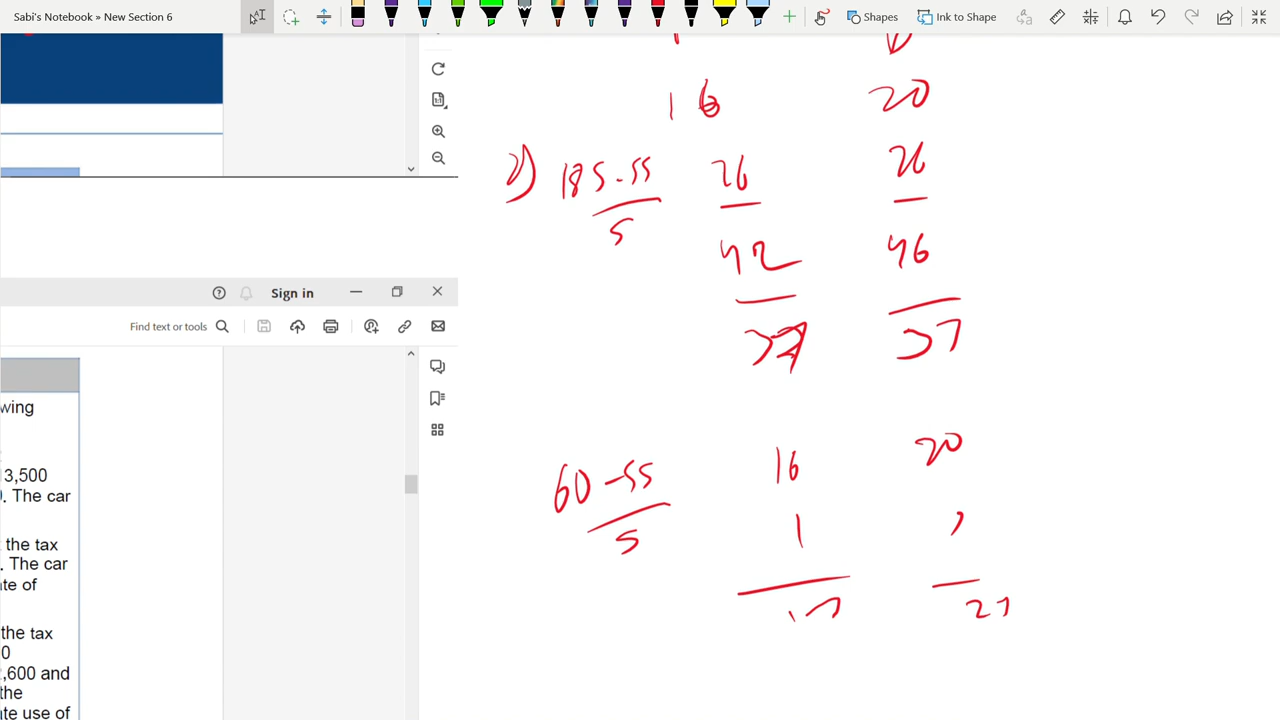 Sabi's Notebook » New Section 6
Shapes
Ink to Shape
16 20
2) 185-55 26 26
5
42 46
37 37
Sign in
Find text or tools
wing
3,500
). The car
the tax
. The car
te of
the tax
0
,600 and
the
te use of
60-55 16 20
5 1 1
17 21